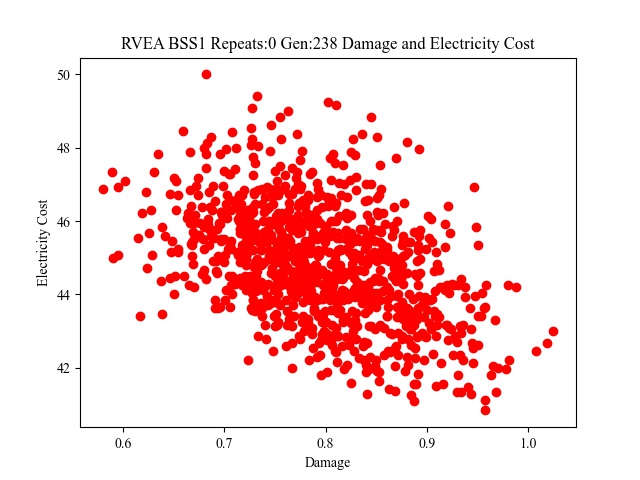 RVEA BSS1 Repeats:0 Gen:238 Damage and Electricity Cost
50
48
46
44
42
Electricity Cost
0.6 0.7 0.8 0.9 1.0
Damage